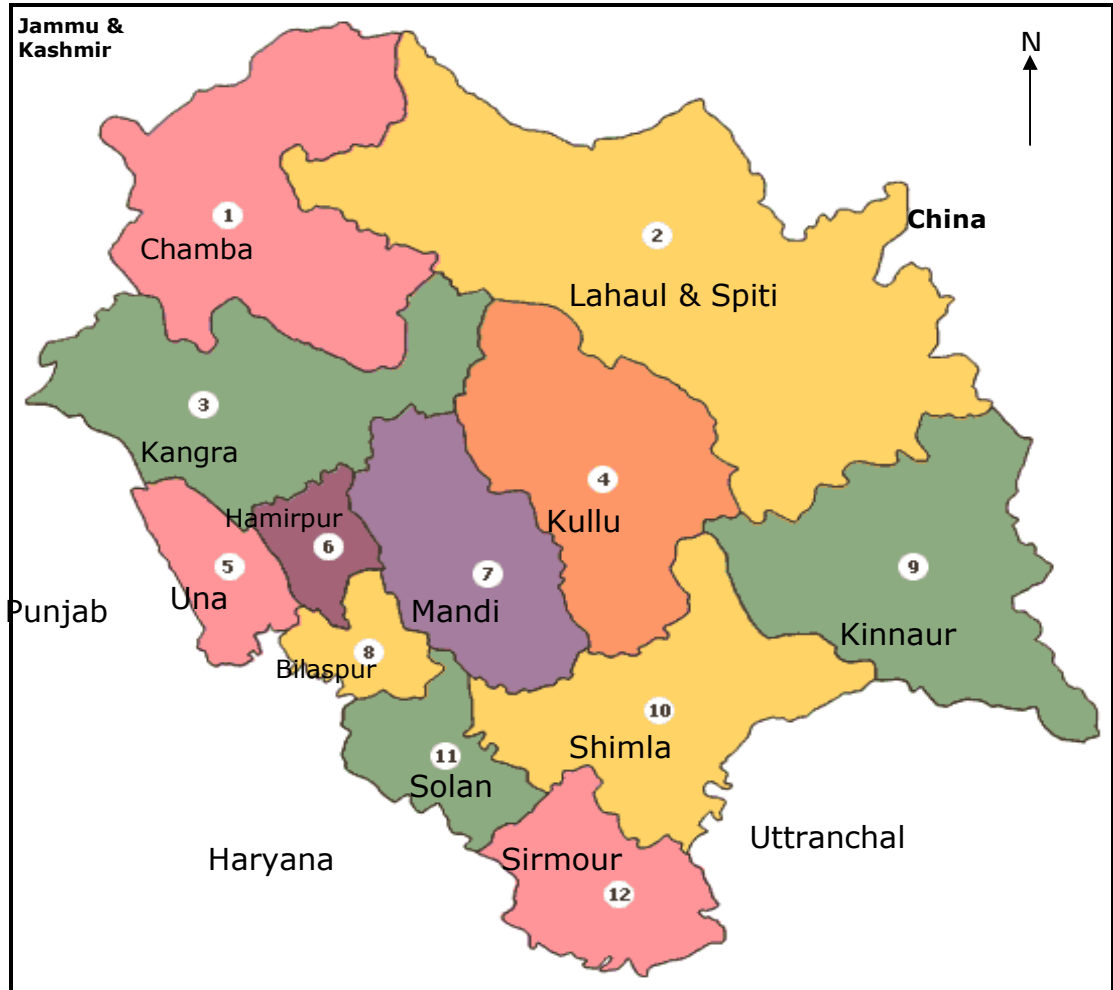 Jammu &
Kashmir
N
1
Chamba
2
China
Lahaul & Spiti
3
Kangra
4
Kullu
Hamirpur
6
5
Una
7
Mandi
9
Kinnaur
Punjab
8
Bilaspur
10
Shimla
11
Solan
Uttranchal
Haryana
Sirmour
12